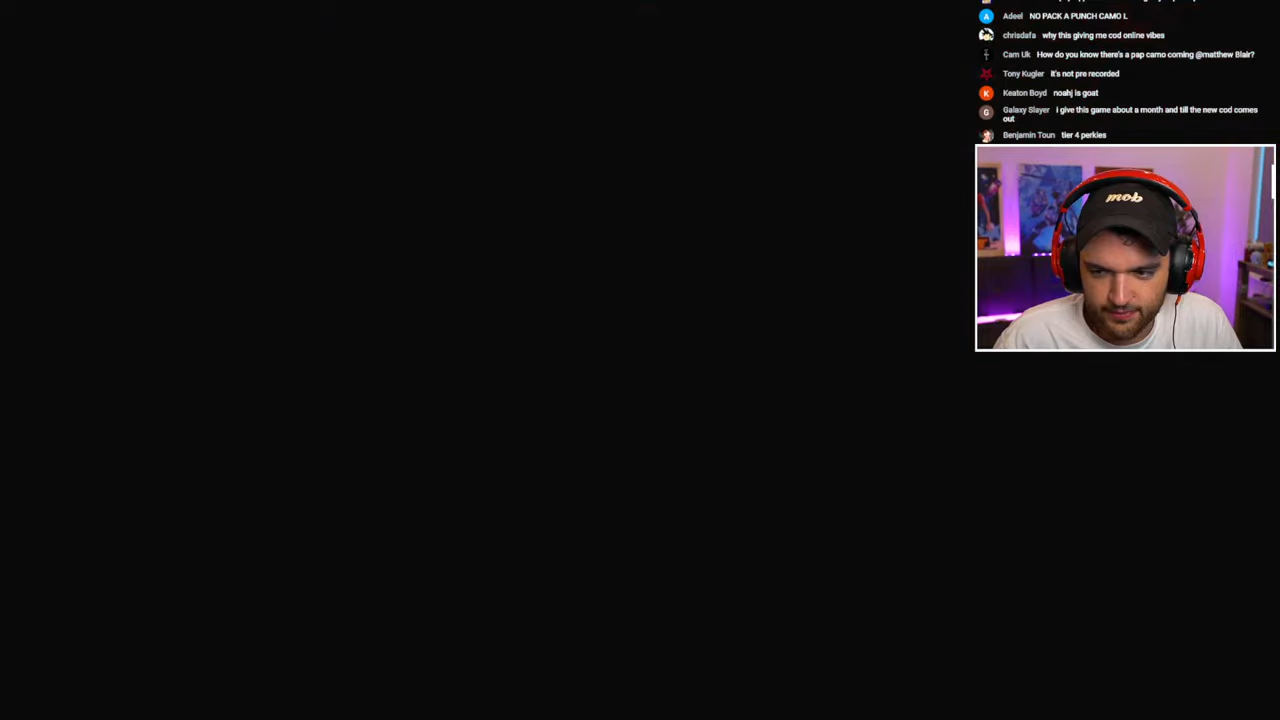 Adeel NO PACK A PUNCH CAMO L
chrisdafa why this giving me cod online vibes
Cam Uk How do you know there's a pap camo coming @matthew Blair?
Tony Kugler it's not pre recorded
K Keaton Boyd noahj is goat
G Galaxy Slayer i give this game about a month and till the new cod comes
out
Benjamin Toun tier 4 perkies
mob